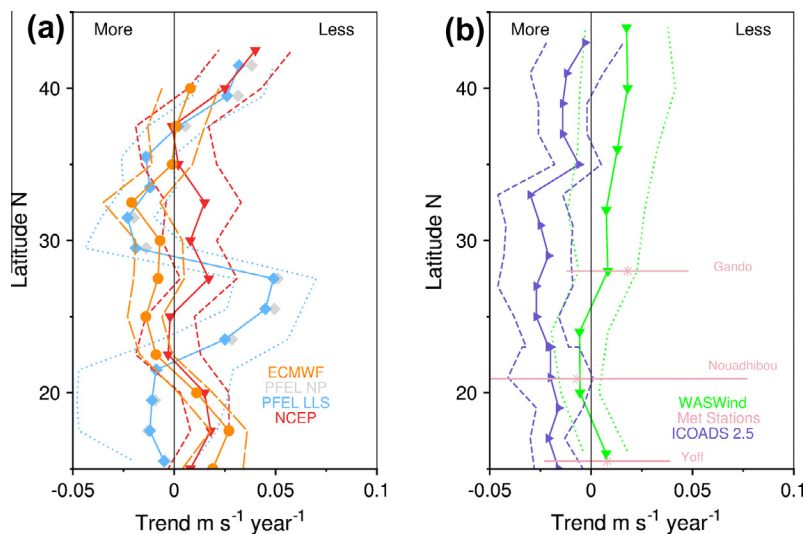 (a) More Less
40
30
20
Latitude N
ECMWF
PFEL NP
PFEL LLS
NCEP
-0.05 0 0.05 0.1
Trend m s⁻¹ year⁻¹
(b) More Less
40
30
20
Latitude N
Gando
Nouadhibou
WASWind
Met Stations
ICOADS 2.5
Yoff
-0.05 0 0.05 0.1
Trend m s⁻¹ year⁻¹